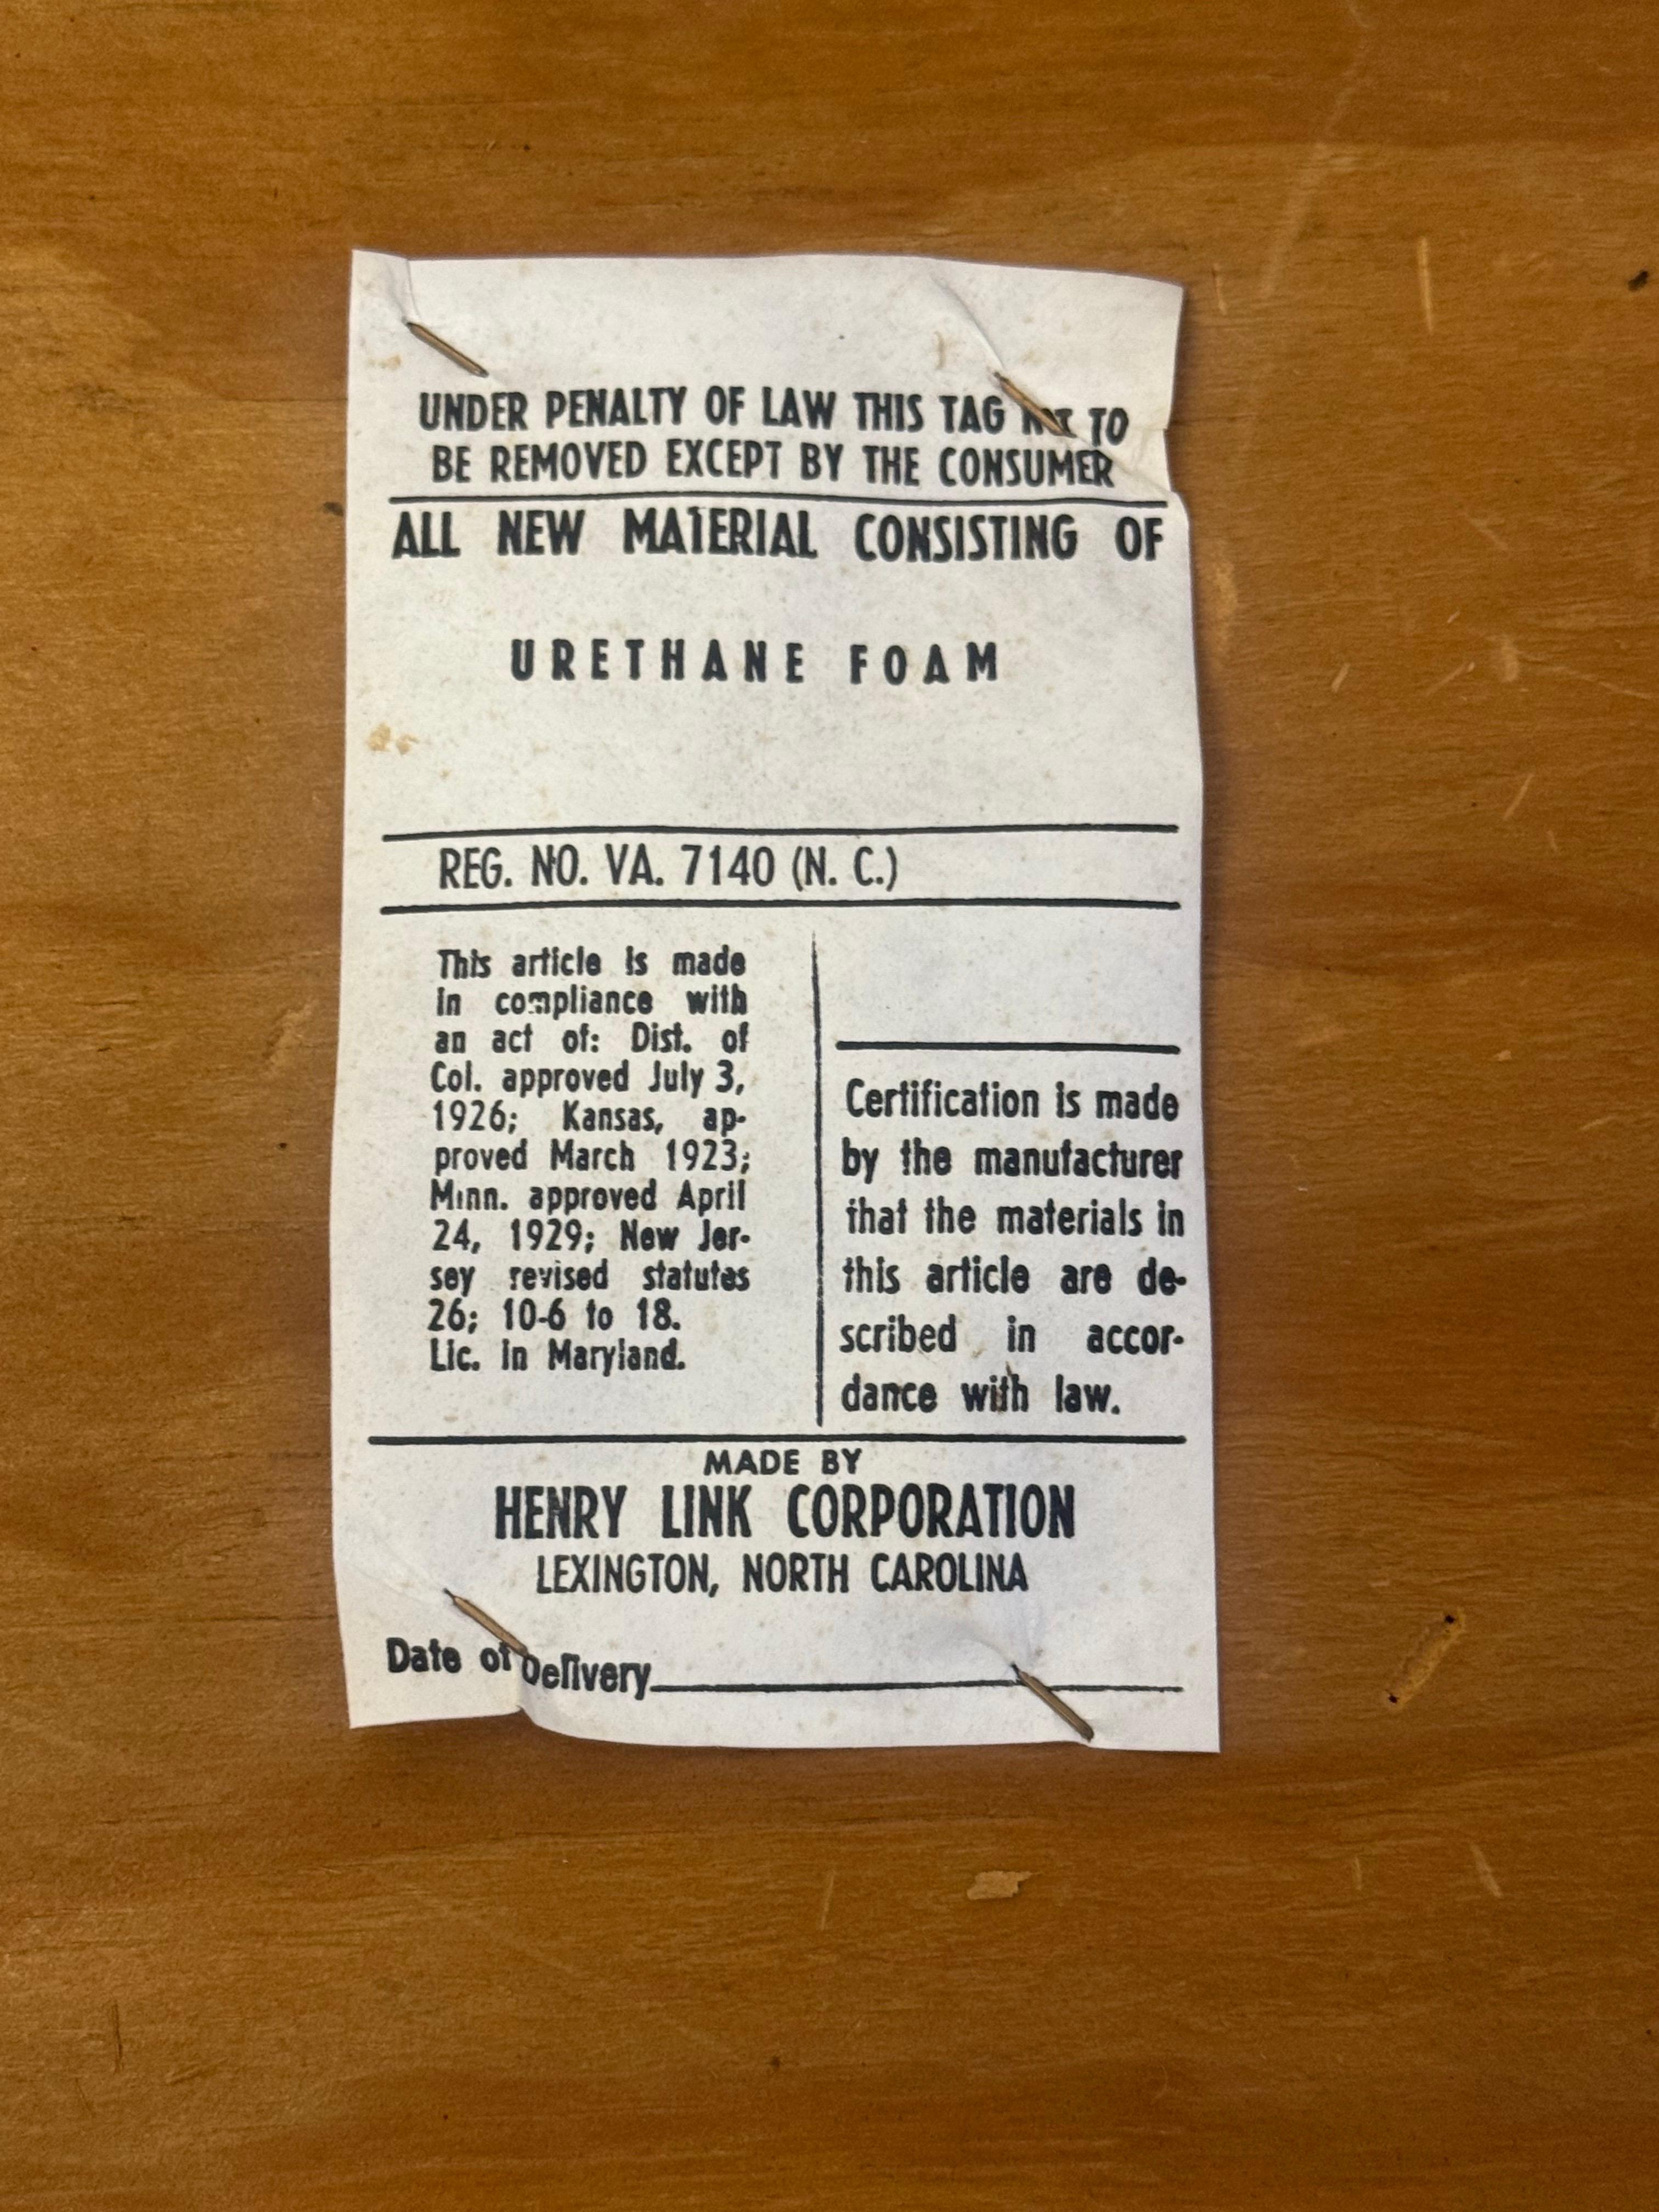 UNDER PENALTY OF LAW THIS TAG NOT TO
BE REMOVED EXCEPT BY THE CONSUMER
ALL NEW MATERIAL CONSISTING OF
URETHANE FOAM
REG. NO. VA. 7140 (N. C.)
This article is made
in compliance with
an act of: Dist. of
Col. approved July 3,
1926; Kansas, ap-
proved March 1923;
Minn. approved April
24, 1929; New Jer-
sey revised statutes
26; 10-6 to 18.
Lic. in Maryland.
Certification is made
by the manufacturer
that the materials in
this article are de-
scribed in accor-
dance with law.
MADE BY
HENRY LINK CORPORATION
LEXINGTON, NORTH CAROLINA
Date of Delivery